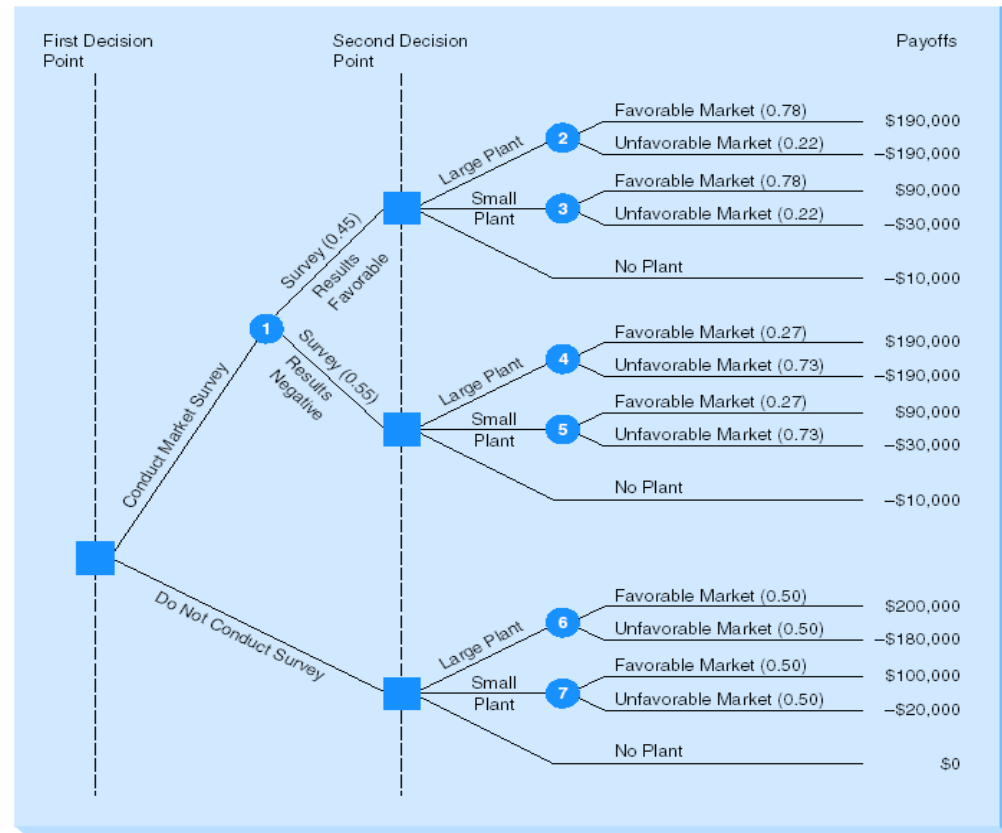 First Decision
Point
Second Decision
Point
Payoffs
Large Plant
2
Favorable Market (0.78)
$190,000
Unfavorable Market (0.22)
–$190,000
Small
Plant
3
Favorable Market (0.78)
$90,000
Unfavorable Market (0.22)
–$30,000
No Plant
–$10,000
Survey (0.45)
Results
Favorable
1
Survey (0.55)
Results
Negative
Large Plant
4
Favorable Market (0.27)
$190,000
Unfavorable Market (0.73)
–$190,000
Small
Plant
5
Favorable Market (0.27)
$90,000
Unfavorable Market (0.73)
–$30,000
No Plant
–$10,000
Conduct Market Survey
Do Not Conduct Survey
Large Plant
6
Favorable Market (0.50)
$200,000
Unfavorable Market (0.50)
–$180,000
Small
Plant
7
Favorable Market (0.50)
$100,000
Unfavorable Market (0.50)
–$20,000
No Plant
$0